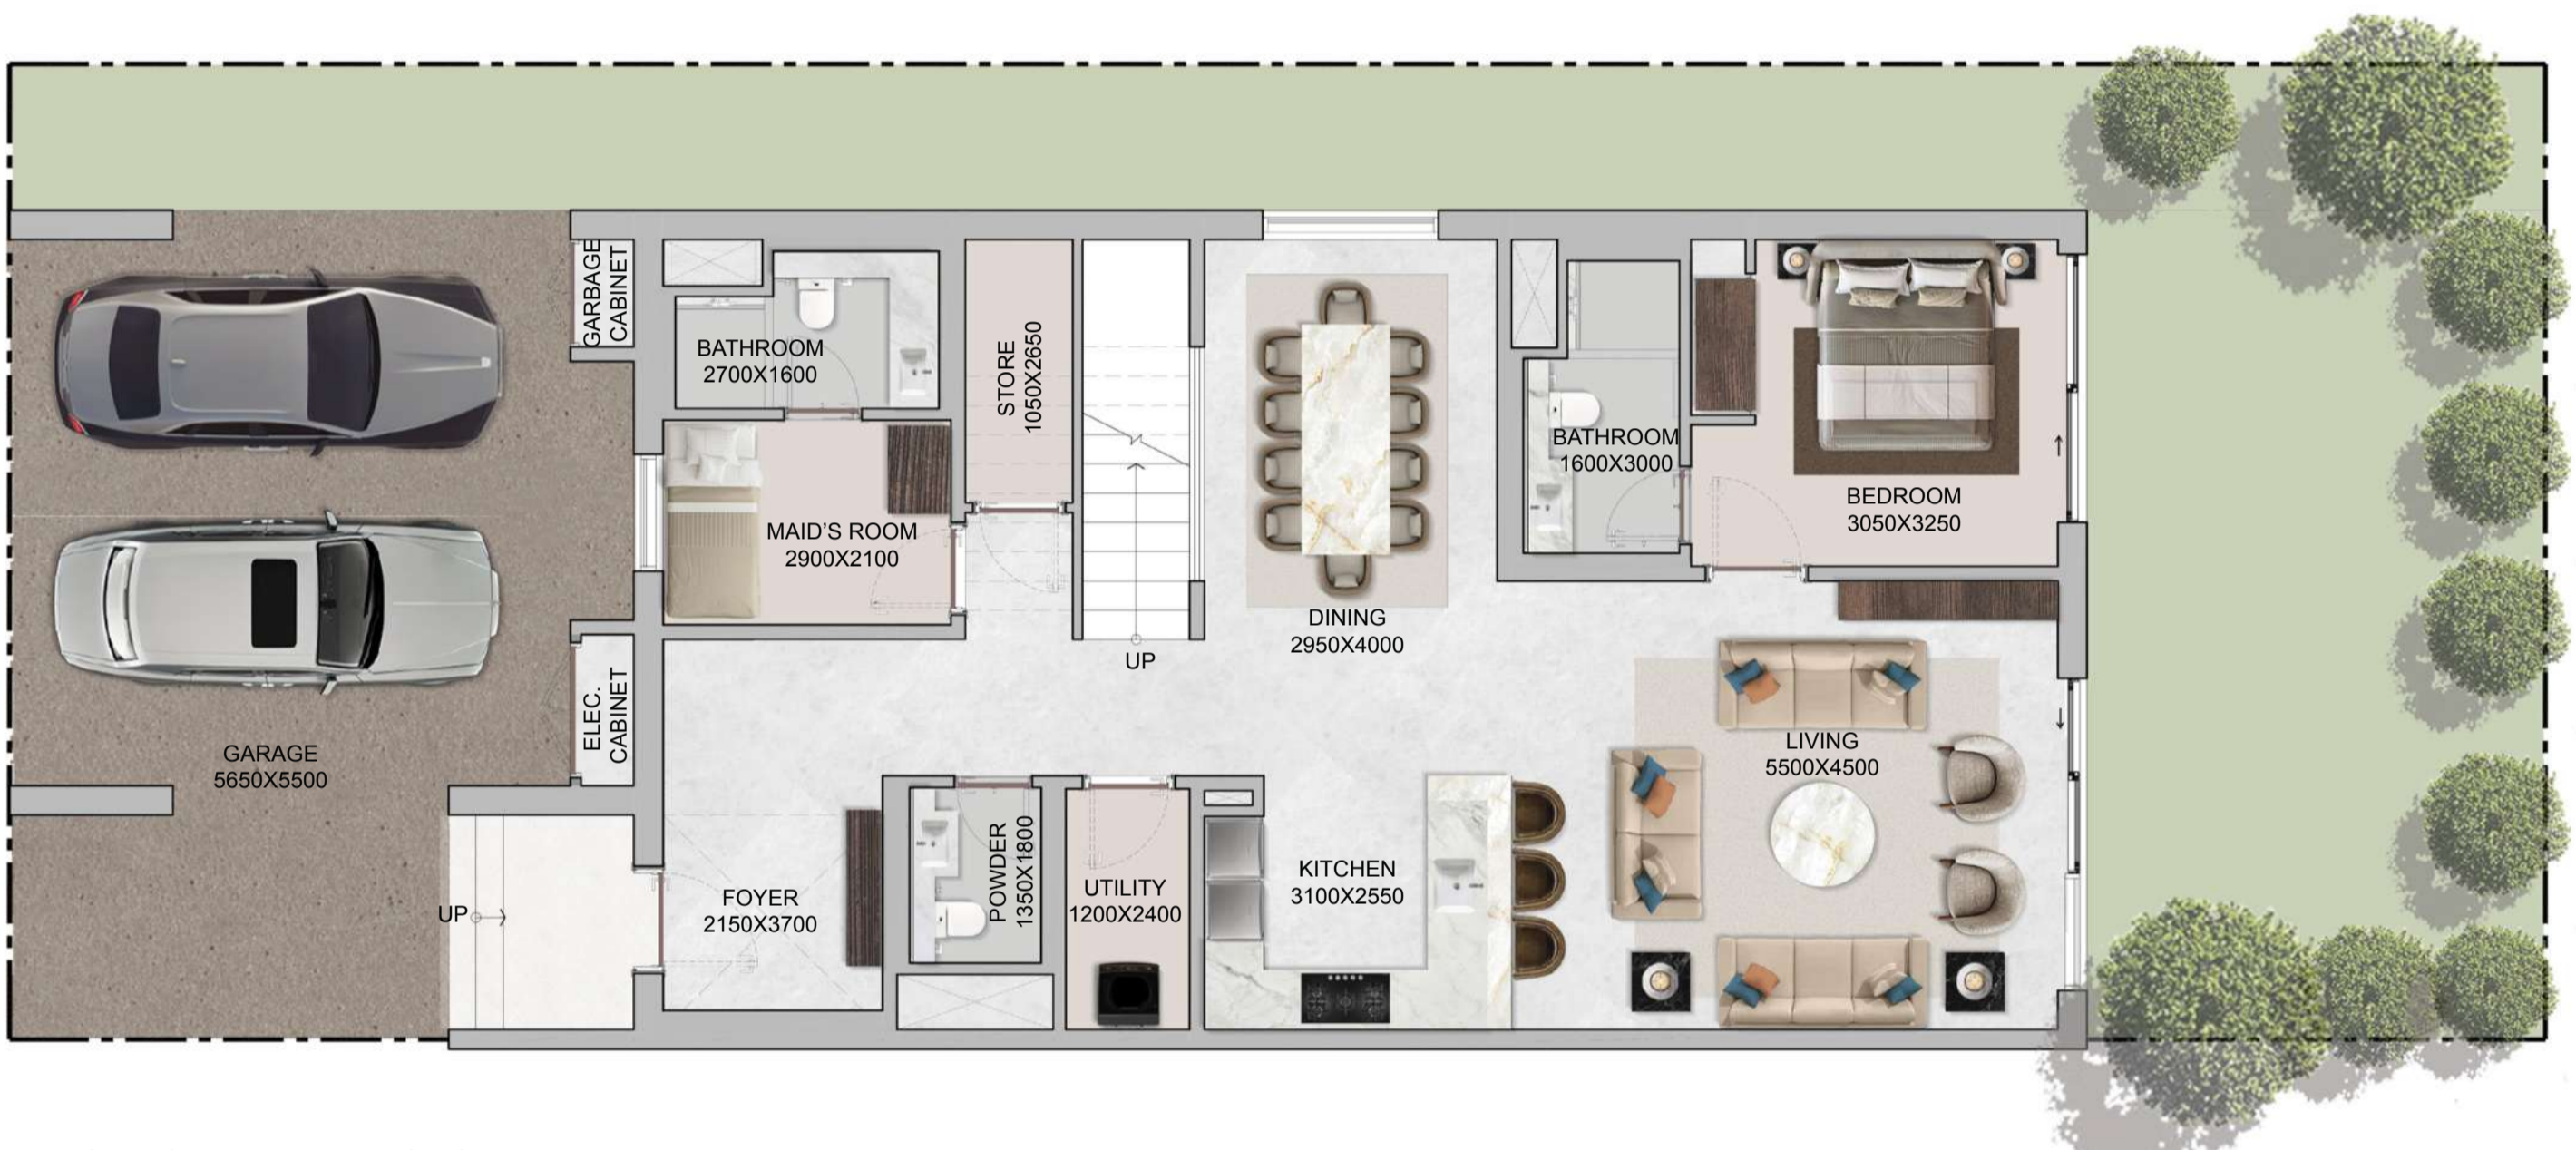 GARBAGE
CABINET
BATHROOM
2700X1600
STORE
1050X2650
MAID'S ROOM
2900X2100
UP
DINING
2950X4000
BATHROOM
1600X3000
BEDROOM
3050X3250
ELEC.
CABINET
GARAGE
5650X5500
LIVING
5500X4500
UP
FOYER
2150X3700
POWDER
1350X1800
UTILITY
1200X2400
KITCHEN
3100X2550